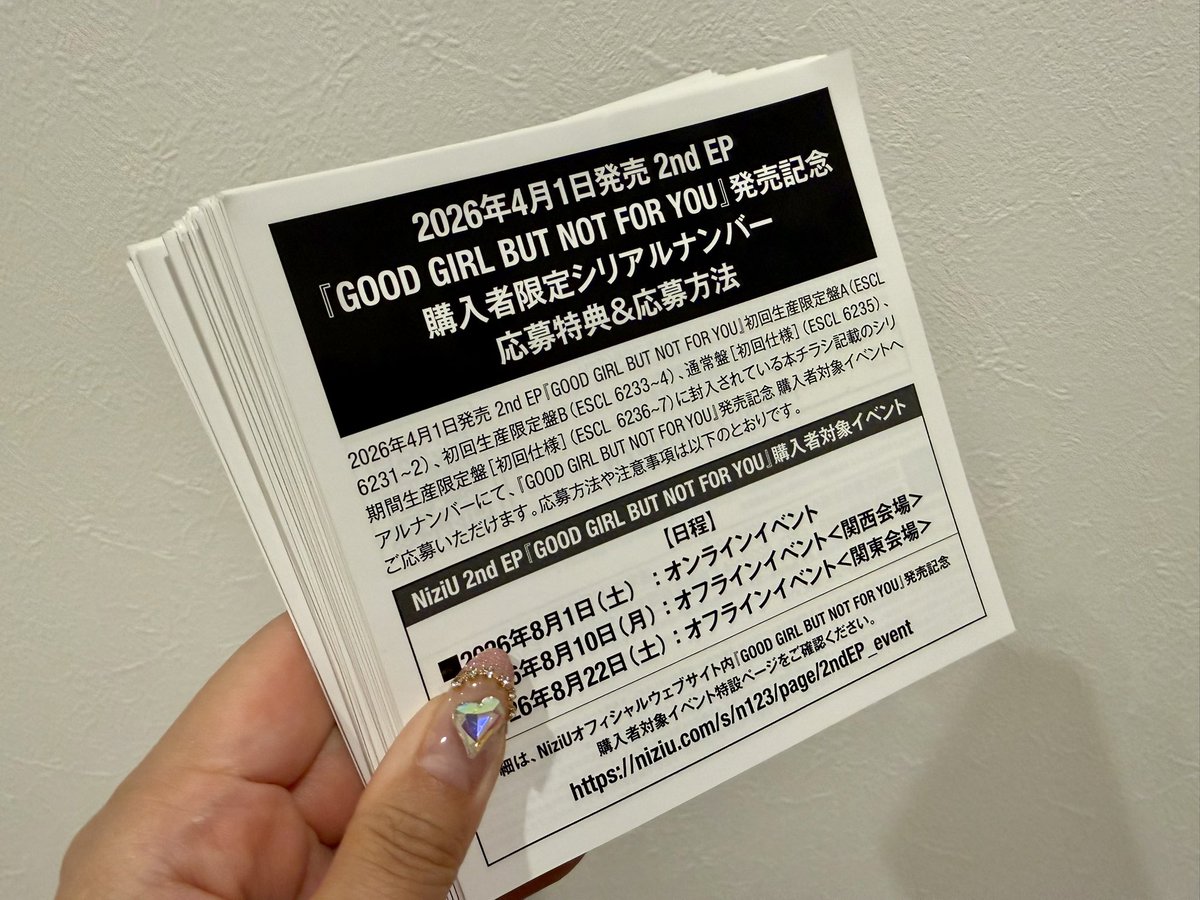 2026年4月1日発売 2nd EP
『GOOD GIRL BUT NOT FOR YOU』発売記念
購入者限定シリアルナンバー
応募特典&応募方法
2026年4月1日発売 2nd EP『GOOD GIRL BUT NOT FOR YOU』初回生産限定盤A（ESCL
6231~2）、初回生産限定盤B（ESCL 6233~4）、通常盤［初回仕様］（ESCL 6235）、
期間生産限定盤［初回仕様］（ESCL 6236~7）に封入されている本チラシ記載のシリ
アルナンバーにて、『GOOD GIRL BUT NOT FOR YOU』発売記念 購入者対象イベントへ
ご応募いただけます。応募方法や注意事項は以下のとおりです。
NiziU 2nd EP『GOOD GIRL BUT NOT FOR YOU』購入者対象イベント
【日程】
■2026年8月1日（土）：オンラインイベント
6年8月10日（月）：オフラインイベント<関西会場>
26年8月22日（土）：オフラインイベント<関東会場>
細は、NiziUオフィシャルウェブサイト内『GOOD GIRL BUT NOT FOR YOU』発売記念
購入者対象イベント特設ページをご確認ください。
https://niziu.com/s/n123/page/2ndEP_event